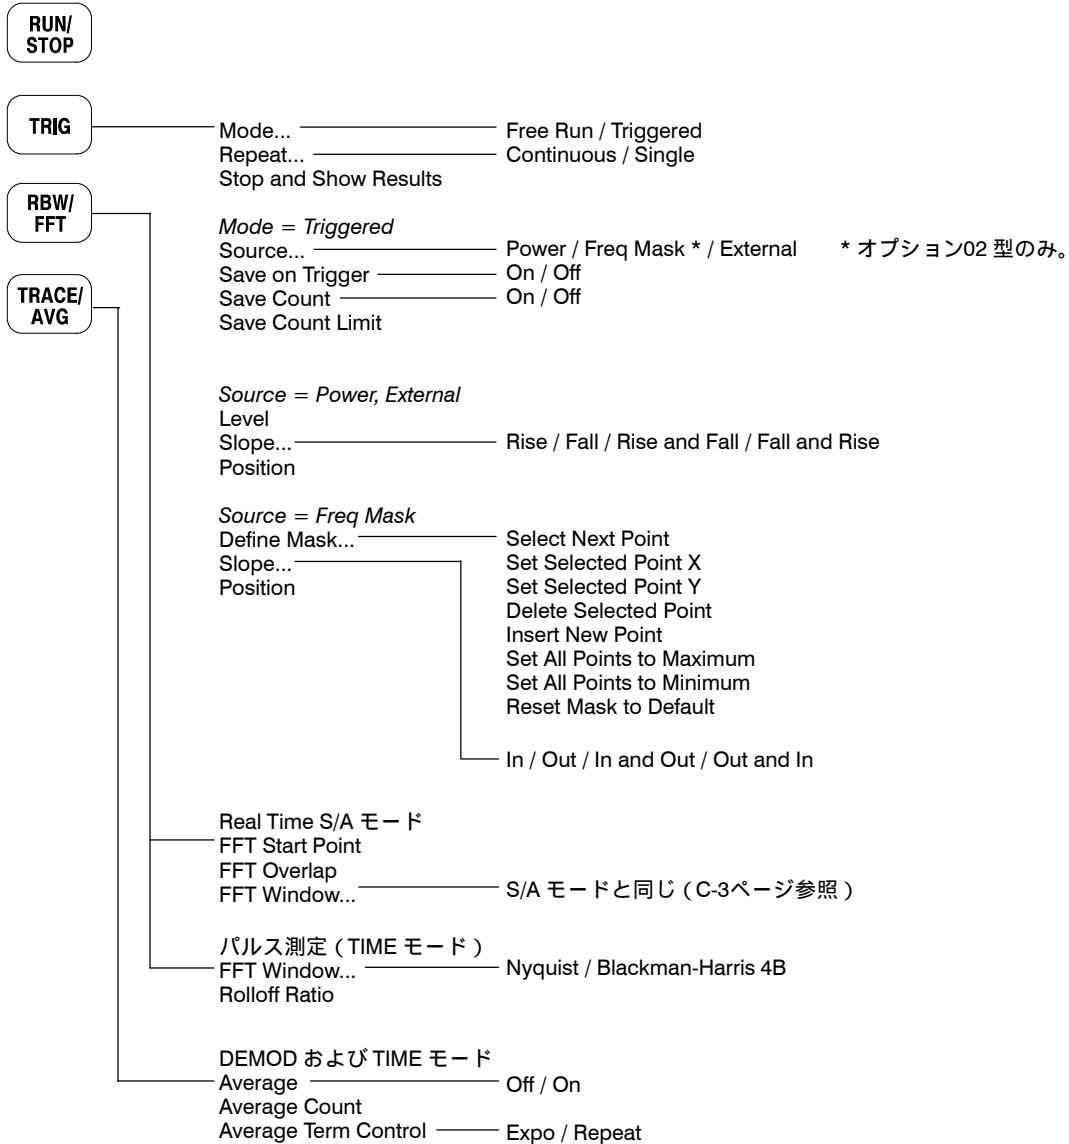 RUN/
STOP
TRIG
Mode... Free Run / Triggered
Repeat... Continuous / Single
Stop and Show Results
RBW/
FFT
Mode = Triggered
Source... Power / Freq Mask * / External * オプション02 型のみ。
Save on Trigger On / Off
Save Count On / Off
Save Count Limit
TRACE/
AVG
Source = Power, External
Level
Slope... Rise / Fall / Rise and Fall / Fall and Rise
Position
Source = Freq Mask
Define Mask... Select Next Point
Slope... Set Selected Point X
Position Set Selected Point Y
Delete Selected Point
Insert New Point
Set All Points to Maximum
Set All Points to Minimum
Reset Mask to Default
In / Out / In and Out / Out and In
Real Time S/A モード
FFT Start Point
FFT Overlap
FFT Window... S/A モードと同じ ( C-3ページ参照 )
パルス測定 ( TIME モード )
FFT Window... Nyquist / Blackman-Harris 4B
Rolloff Ratio
DEMOD および TIME モード
Average Off / On
Average Count
Average Term Control Expo / Repeat